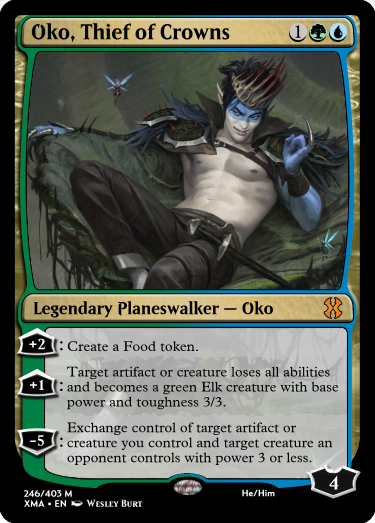 Oko, Thief of Crowns 1
Legendary Planeswalker — Oko
+2: Create a Food token.
Target artifact or creature loses all abilities
+1: and becomes a green Elk creature with base
power and toughness 3/3.
Exchange control of target artifact or
-5: creature you control and target creature an
opponent controls with power 3 or less.
4
246/403 M He/Him
XMA • EN Wesley Burt